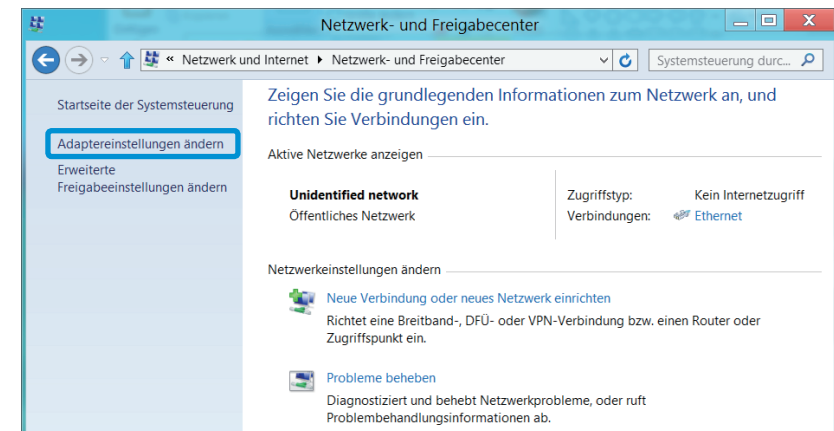 Netzwerk- und Freigabecenter
« Netzwerk und Internet ▸ Netzwerk- und Freigabecenter
Systemsteuerung durc...
Startseite der Systemsteuerung
Adaptereinstellungen ändern
Erweiterte
Freigabeeinstellungen ändern
Zeigen Sie die grundlegenden Informationen zum Netzwerk an, und
richten Sie Verbindungen ein.
Aktive Netzwerke anzeigen
Unidentified network
Öffentliches Netzwerk
Zugriffstyp: Kein Internetzugriff
Verbindungen: Ethernet
Netzwerkeinstellungen ändern
Neue Verbindung oder neues Netzwerk einrichten
Richtet eine Breitband-, DFÜ- oder VPN-Verbindung bzw. einen Router oder
Zugriffspunkt ein.
Probleme beheben
Diagnostiziert und behebt Netzwerkprobleme, oder ruft
Problembehandlungsinformationen ab.